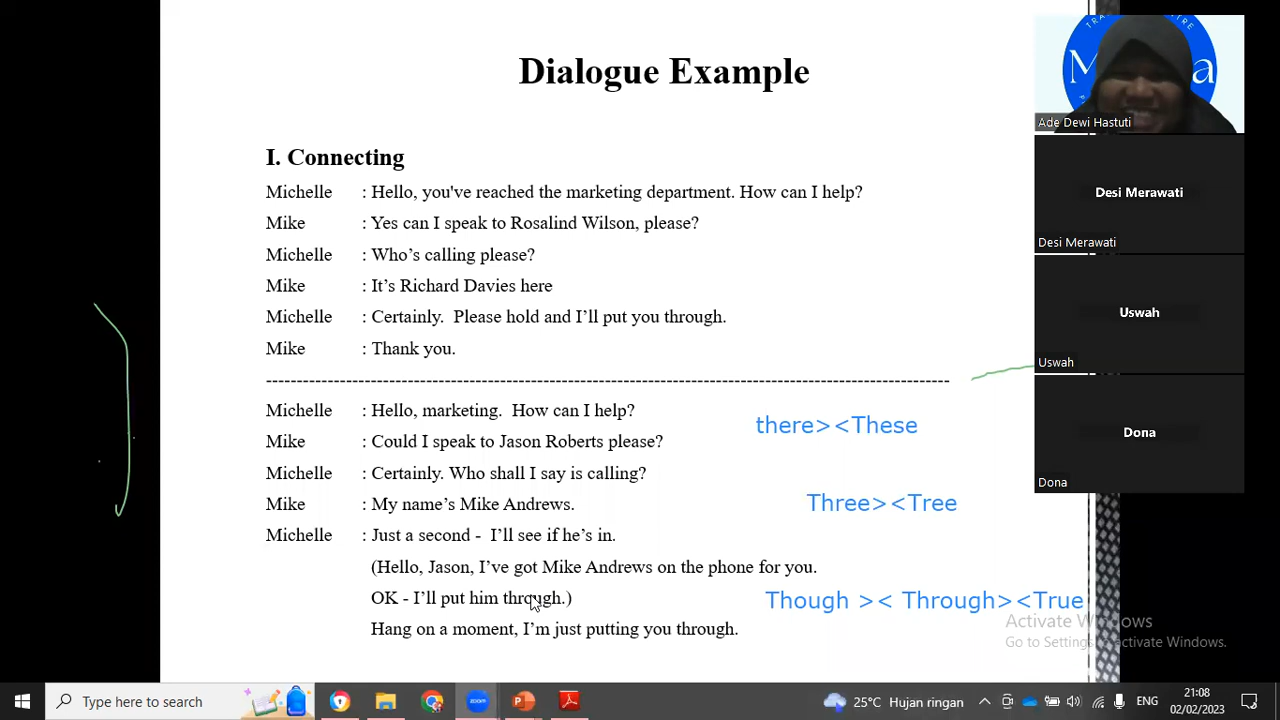 Dialogue Example
I. Connecting
Michelle : Hello, you've reached the marketing department. How can I help?
Mike : Yes can I speak to Rosalind Wilson, please?
Michelle : Who's calling please?
Mike : It's Richard Davies here
Michelle : Certainly.  Please hold and I'll put you through.
Mike : Thank you.
--------------------------------------------------------------------------------------------------------------
Michelle : Hello, marketing.  How can I help?
there><These
Mike : Could I speak to Jason Roberts please?
Michelle : Certainly. Who shall I say is calling?
Mike : My name's Mike Andrews.
Three><Tree
Michelle : Just a second -  I'll see if he's in.
(Hello, Jason, I've got Mike Andrews on the phone for you.
OK - I'll put him through.)
Though >< Through><True
Hang on a moment, I'm just putting you through.
Ade Dewi Hastuti
Desi Merawati
Desi Merawati
Uswah
Uswah
Dona
Dona
Activate Windows
Go to Settings to activate Windows.
Type here to search
zoom
25°C Hujan ringan
ENG
21:08
02/02/2023